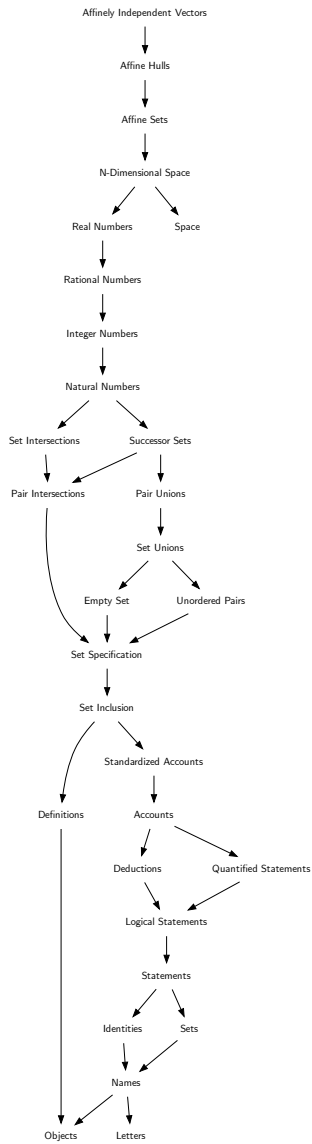 Affinely Independent Vectors
Affine Hulls
Affine Sets
N-Dimensional Space
Real Numbers
Space
Rational Numbers
Integer Numbers
Natural Numbers
Set Intersections
Successor Sets
Pair Intersections
Pair Unions
Set Unions
Empty Set
Unordered Pairs
Set Specification
Set Inclusion
Standardized Accounts
Definitions
Accounts
Deductions
Quantified Statements
Logical Statements
Statements
Identities
Sets
Names
Objects
Letters